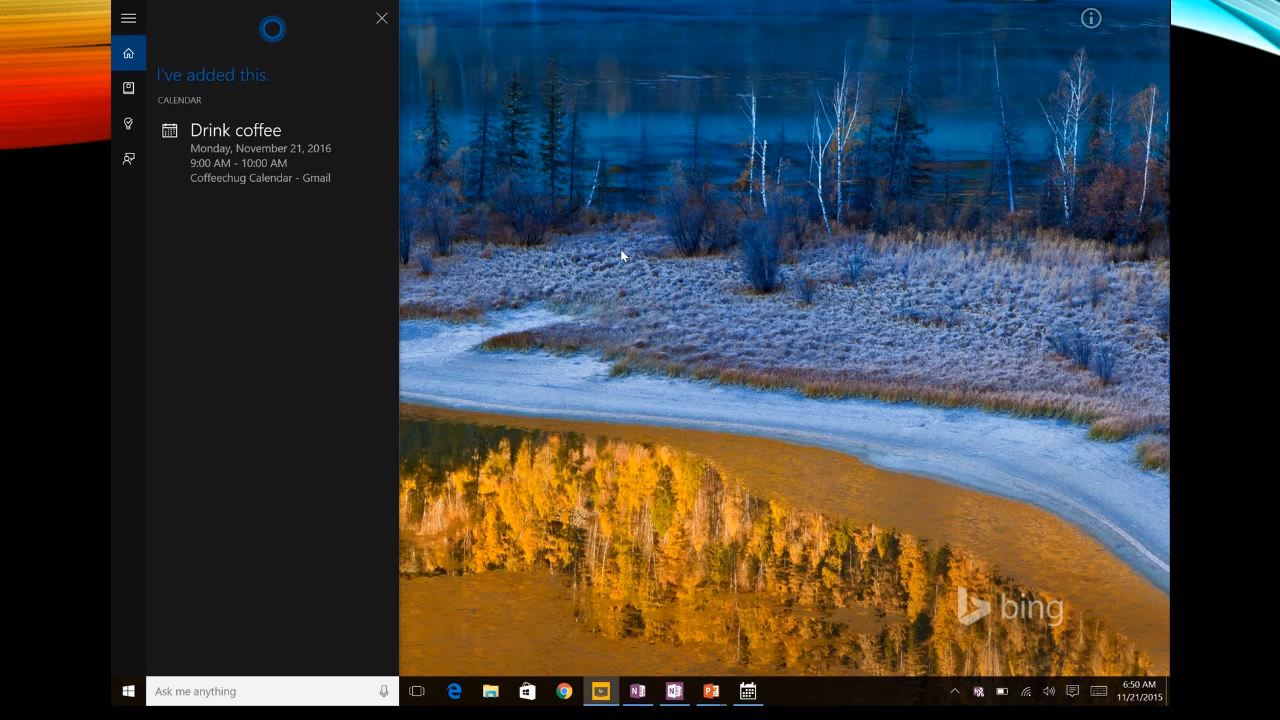 I've added this.
CALENDAR
Drink coffee
Monday, November 21, 2016
9:00 AM - 10:00 AM
Coffeechug Calendar - Gmail
bing
Ask me anything
6:50 AM
11/21/2015